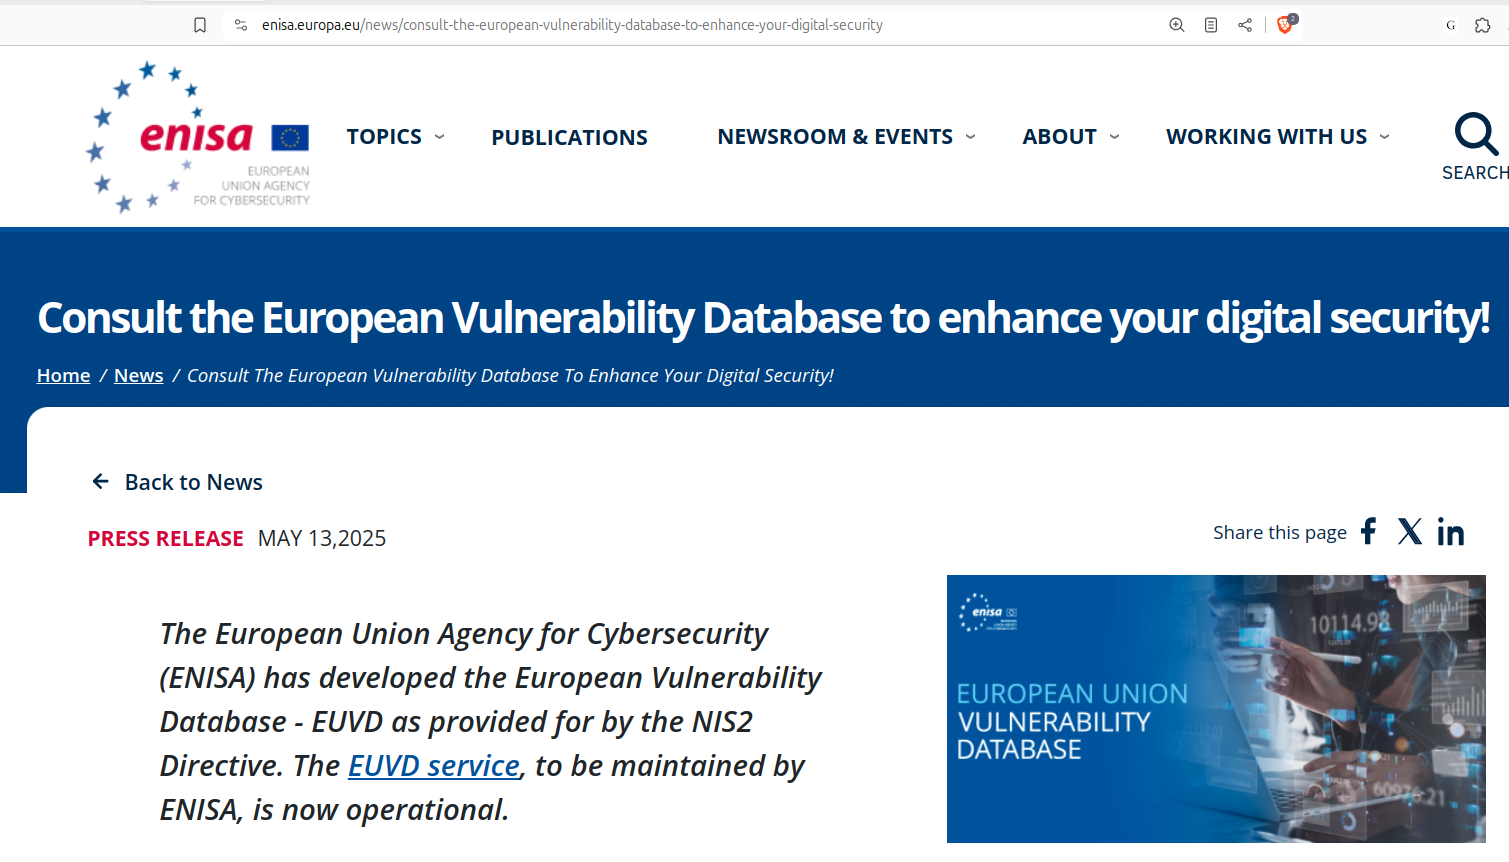 enisa.europa.eu/news/consult-the-european-vulnerability-database-to-enhance-your-digital-security
2
G
enisa
EUROPEAN
UNION AGENCY
FOR CYBERSECURITY
TOPICS
PUBLICATIONS
NEWSROOM & EVENTS
ABOUT
WORKING WITH US
SEARCH
Consult the European Vulnerability Database to enhance your digital security!
Home / News / Consult The European Vulnerability Database To Enhance Your Digital Security!
Back to News
PRESS RELEASE MAY 13,2025
Share this page
The European Union Agency for Cybersecurity
(ENISA) has developed the European Vulnerability
Database - EUVD as provided for by the NIS2
Directive. The EUVD service, to be maintained by
ENISA, is now operational.
enisa
EUROPEAN UNION
VULNERABILITY
DATABASE
10114.98
60976.21